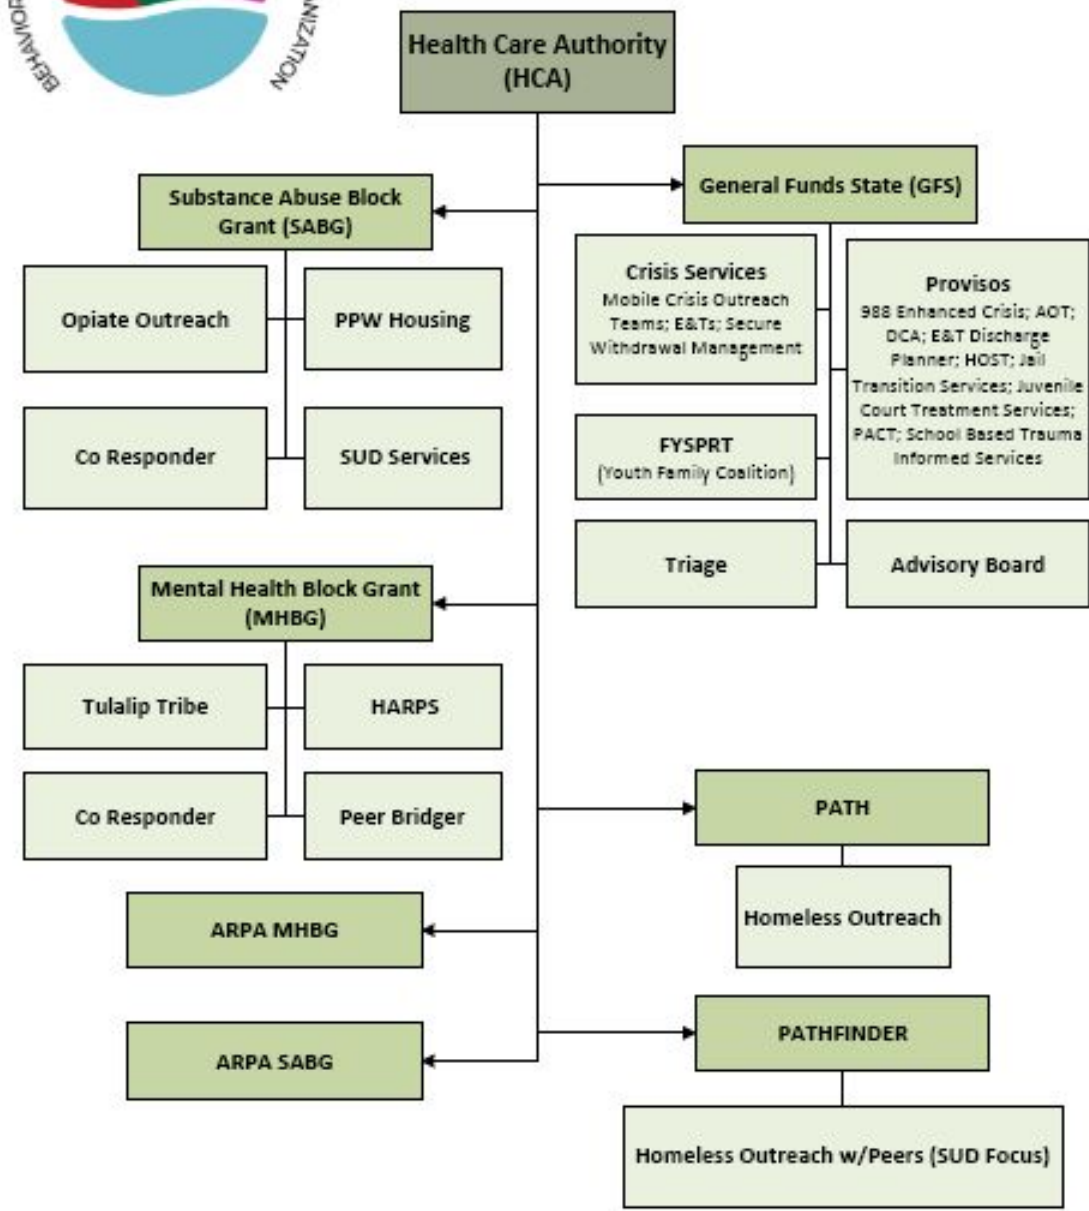 BEHAVIOR
NIZATION
Health Care Authority
(HCA)
Substance Abuse Block
Grant (SABG)
Opiate Outreach
PPW Housing
Co Responder
SUD Services
General Funds State (GFS)
Crisis Services
Mobile Crisis Outreach
Teams; E&Ts; Secure
Withdrawal Management
Provisos
988 Enhanced Crisis; AOT;
DCA; E&T Discharge
Planner; HOST; Jail
Transition Services; Juvenile
Court Treatment Services;
PACT; School Based Trauma
Informed Services
FYSPRT
(Youth Family Coalition)
Triage
Advisory Board
Mental Health Block Grant
(MHBG)
Tulalip Tribe
HARPS
Co Responder
Peer Bridger
PATH
Homeless Outreach
ARPA MHBG
PATHFINDER
ARPA SABG
Homeless Outreach w/Peers (SUD Focus)